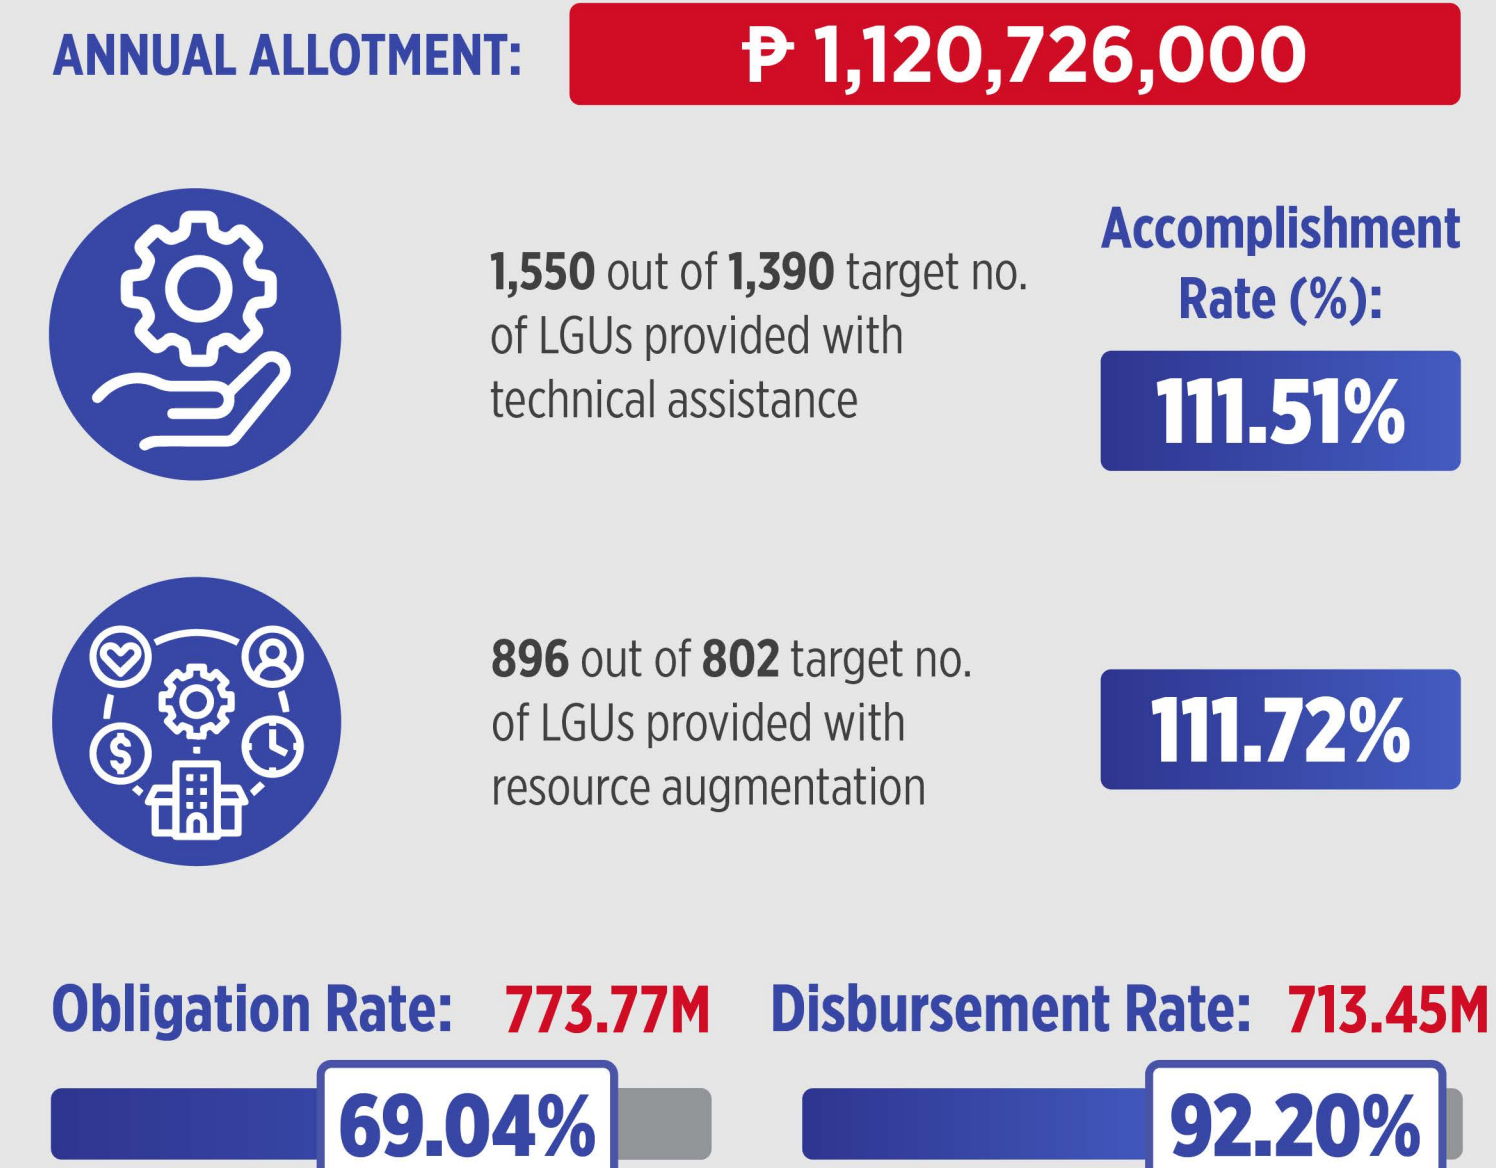 ANNUAL ALLOTMENT: ₱ 1,120,726,000
Accomplishment
Rate (%):
1,550 out of 1,390 target no.
of LGUs provided with
technical assistance
111.51%
896 out of 802 target no.
of LGUs provided with
resource augmentation
111.72%
Obligation Rate: 773.77M
69.04%
Disbursement Rate: 713.45M
92.20%